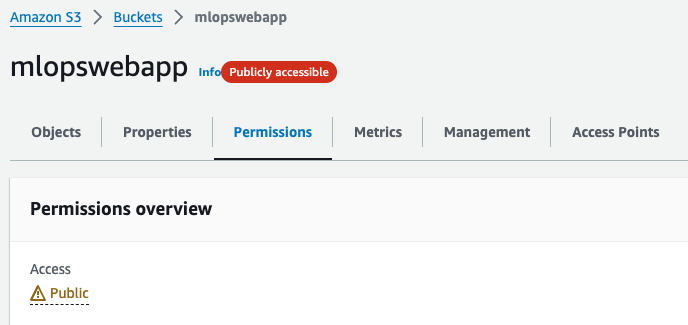 Amazon S3 > Buckets > mlopswebapp
mlopswebapp Info Publicly accessible
Objects Properties Permissions Metrics Management Access Points
Permissions overview
Access
Public